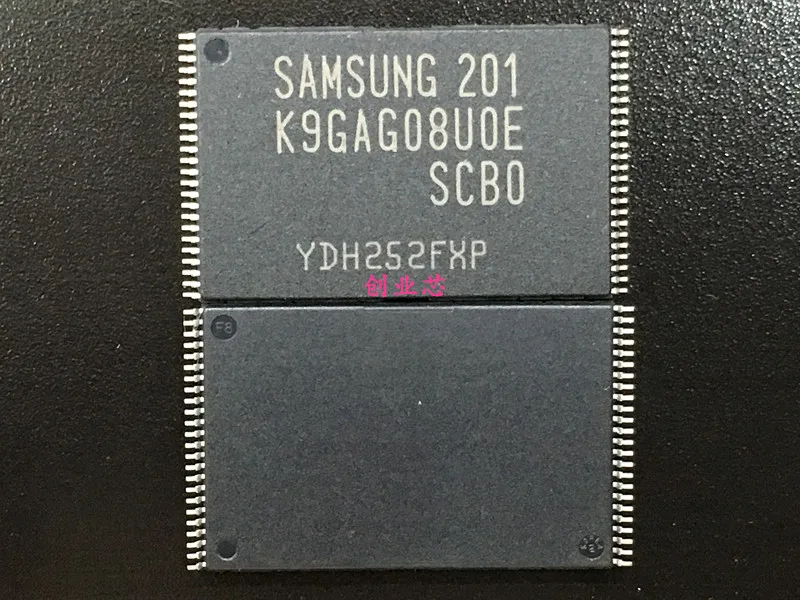 SAMSUNG 201
K9GAG08U0E
SCB0
YDH252FXP
创业芯
F8